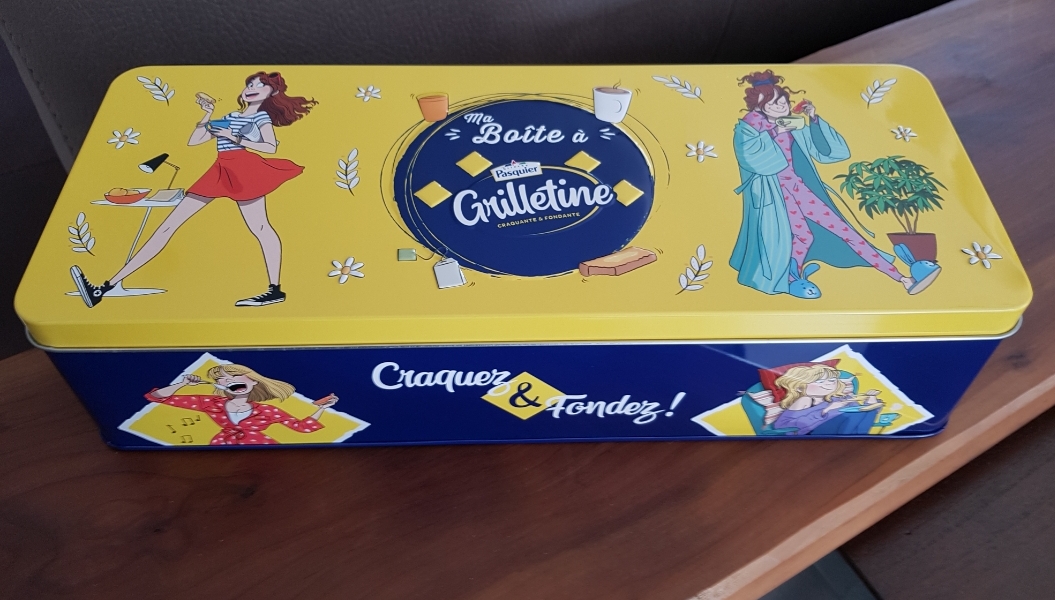 Ma
Boîte à
Pasquier
Grilletine
CRAQUANTE & FONDANTE
Craquez
&
Fondez !